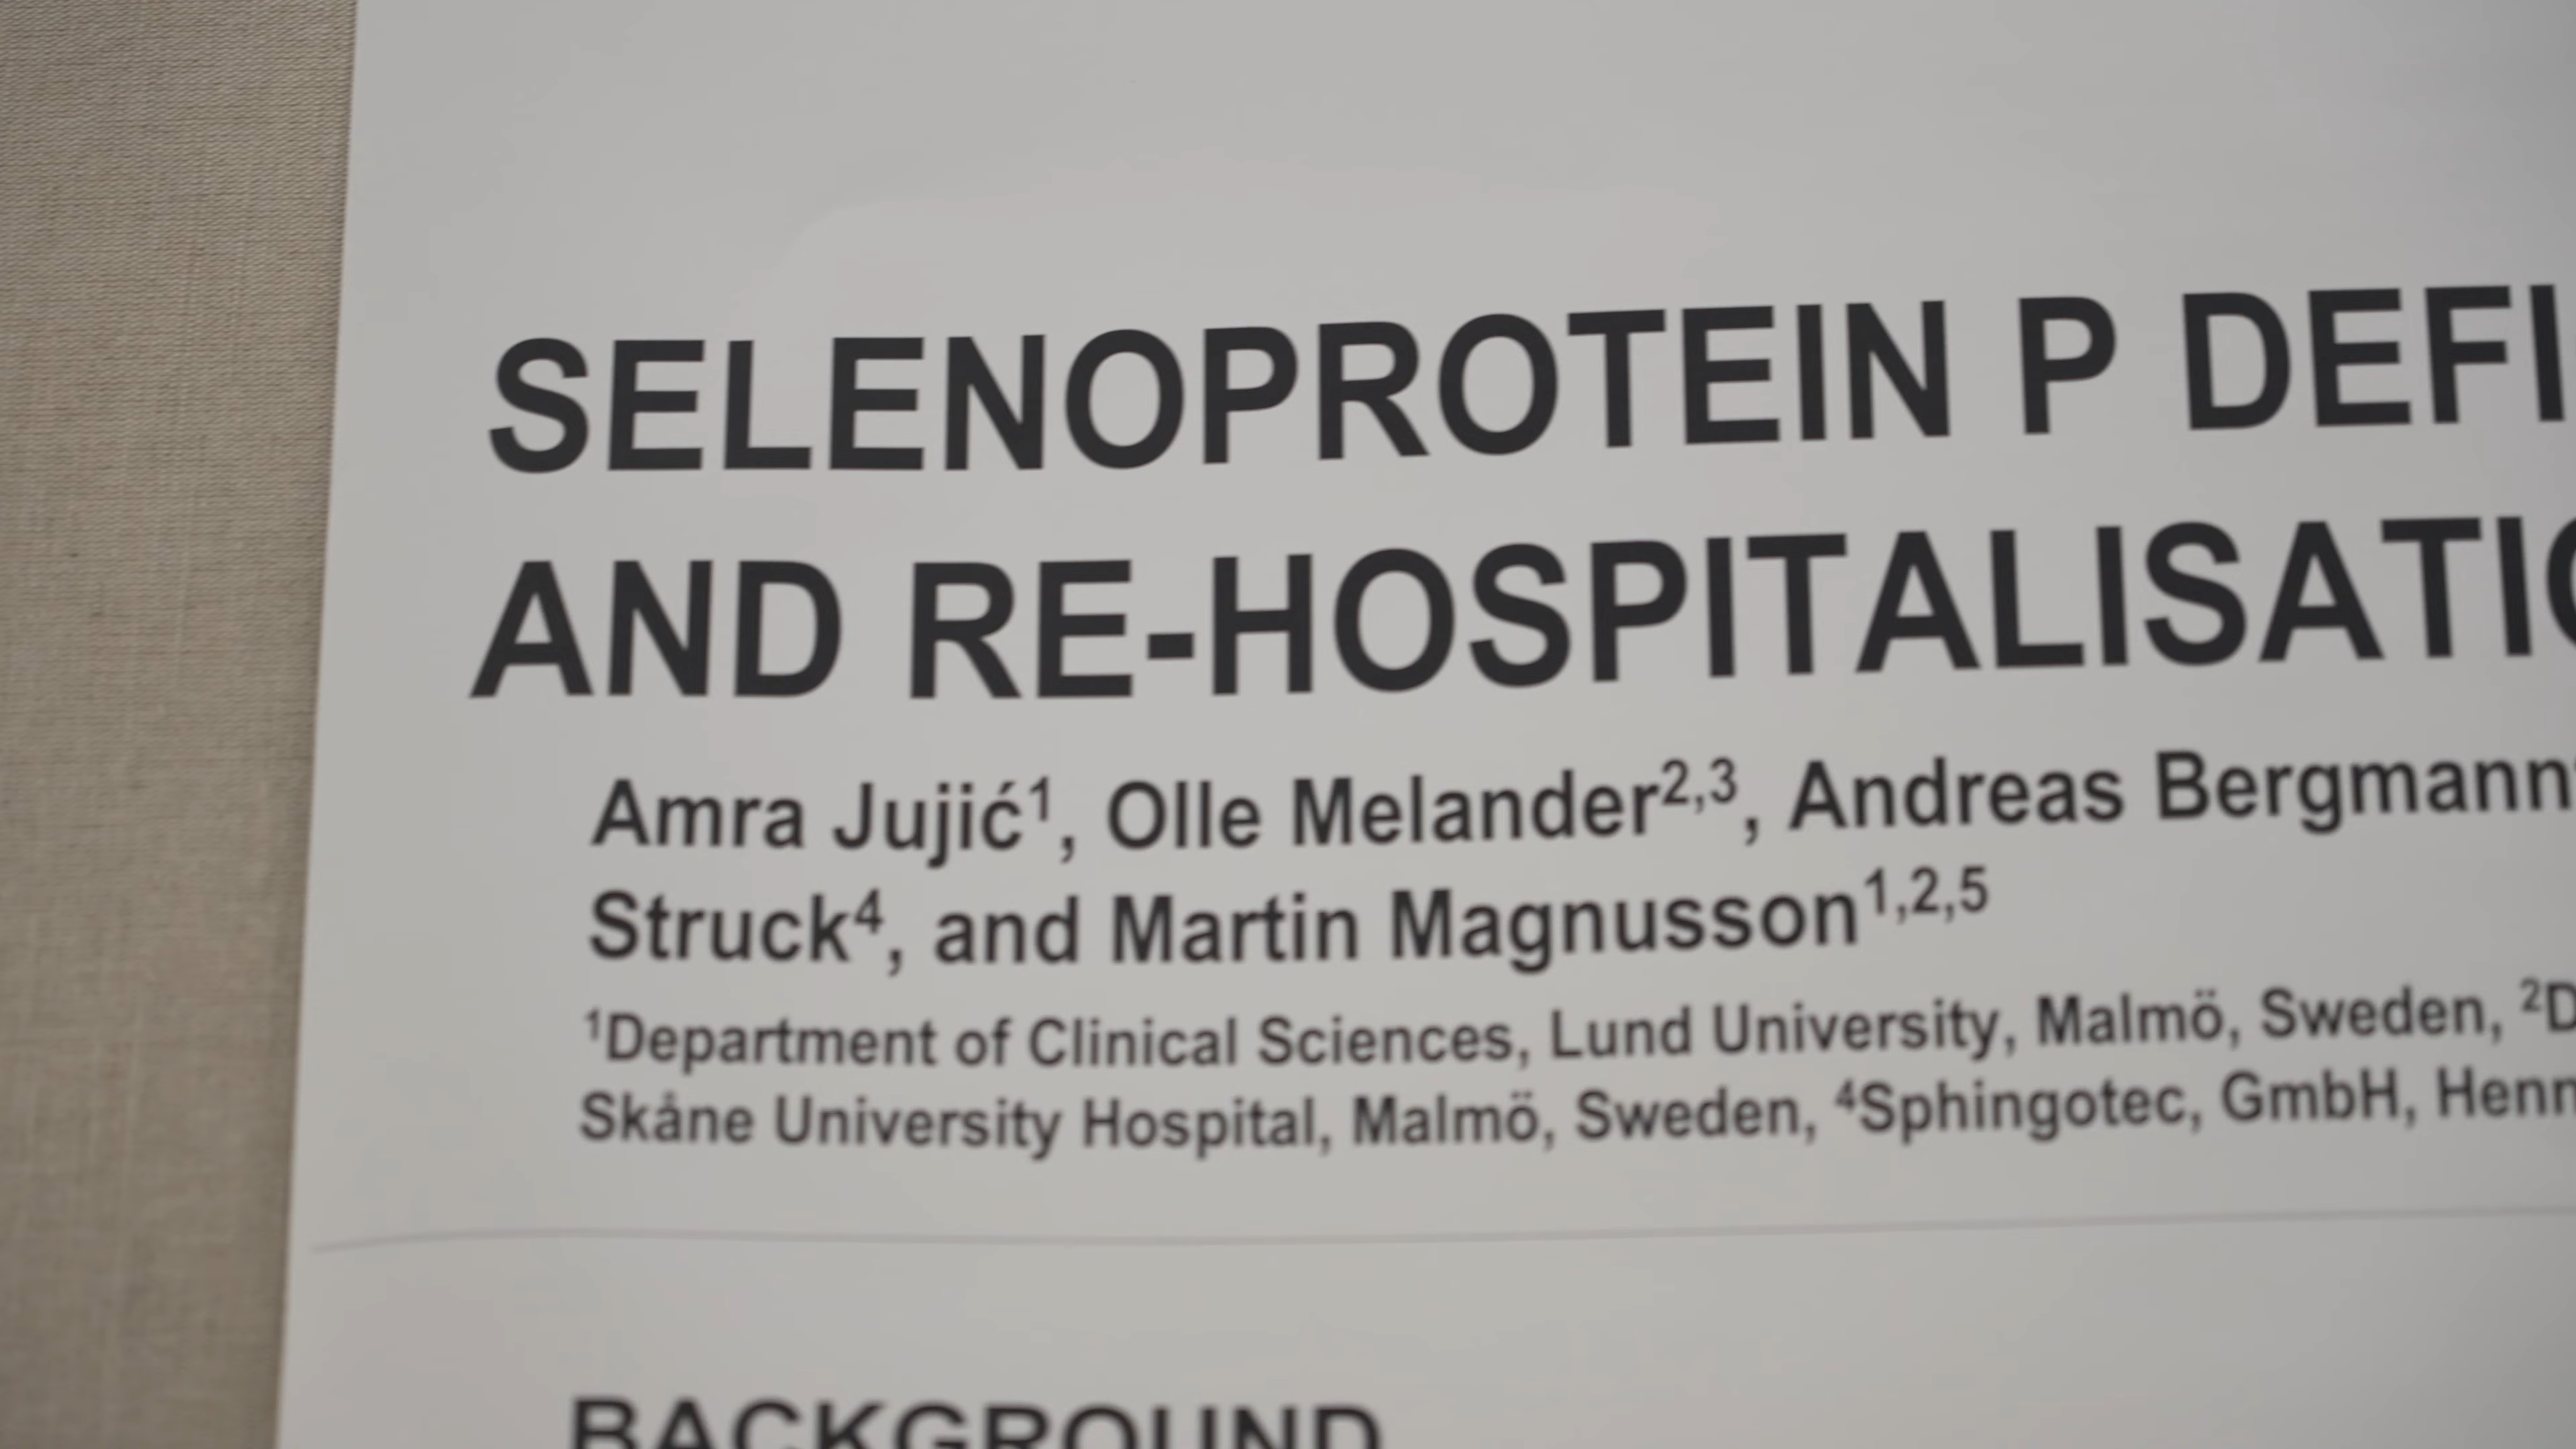 SELENOPROTEIN P DEFI
AND RE-HOSPITALISATIO
Amra Jujić¹, Olle Melander²,³, Andreas Bergmann
Struck⁴, and Martin Magnusson¹,²,⁵
¹Department of Clinical Sciences, Lund University, Malmö, Sweden, ²D
Skåne University Hospital, Malmö, Sweden, ⁴Sphingotec, GmbH, Henn
BACKGROUND